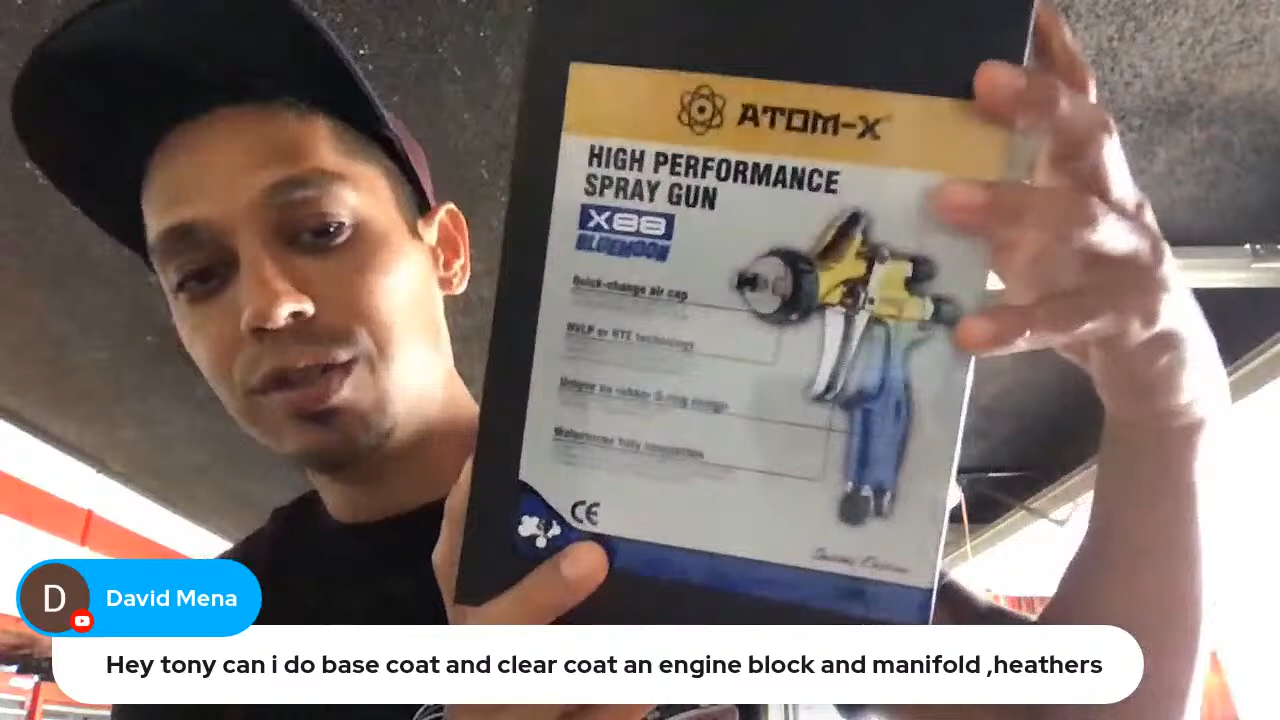 ATOM-X
HIGH PERFORMANCE
SPRAY GUN
X88
BLUEMOON
Quick-change air cap
HVLP or RTE technology
CE
David Mena
D
Hey tony can i do base coat and clear coat an engine block and manifold ,heathers